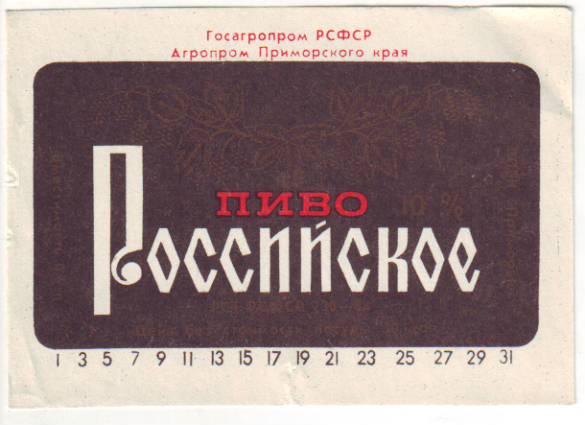 Госагропром РСФСР
Агропром Приморского края
ПИВО
10 %
Российское
1 3 5 7 9 11 13 15 17 19 21 23 25 27 29 31